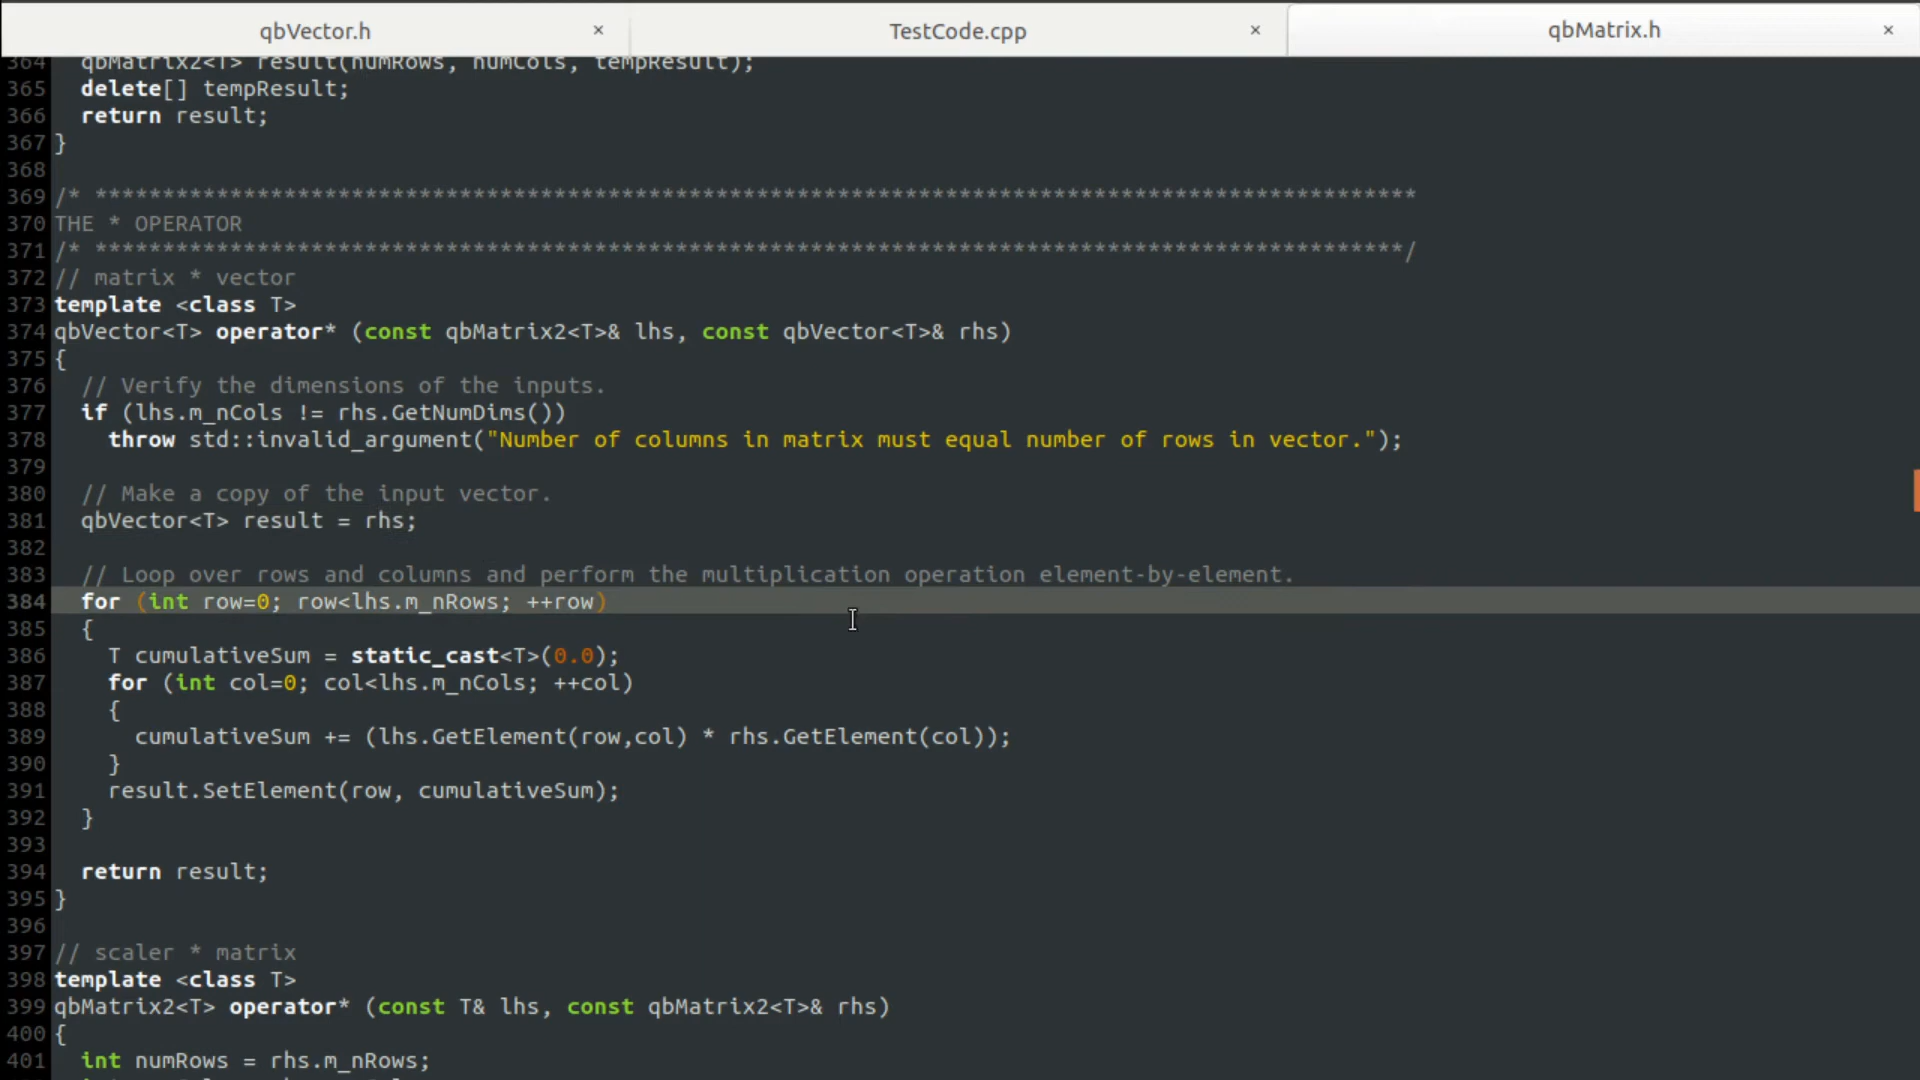 qbVector.h × TestCode.cpp × qbMatrix.h ×
364   qbMatrix2<T> result(numRows, numCols, tempResult);
365   delete[] tempResult;
366   return result;
367 }
368
369 /* *************************************************************************************************
370 THE * OPERATOR
371 /* *************************************************************************************************/
372 // matrix * vector
373 template <class T>
374 qbVector<T> operator* (const qbMatrix2<T>& lhs, const qbVector<T>& rhs)
375 {
376   // Verify the dimensions of the inputs.
377   if (lhs.m_nCols != rhs.GetNumDims())
378     throw std::invalid_argument("Number of columns in matrix must equal number of rows in vector.");
379
380   // Make a copy of the input vector.
381   qbVector<T> result = rhs;
382
383   // Loop over rows and columns and perform the multiplication operation element-by-element.
384   for (int row=0; row<lhs.m_nRows; ++row)
385   {
386     T cumulativeSum = static_cast<T>(0.0);
387     for (int col=0; col<lhs.m_nCols; ++col)
388     {
389       cumulativeSum += (lhs.GetElement(row,col) * rhs.GetElement(col));
390     }
391     result.SetElement(row, cumulativeSum);
392   }
393
394   return result;
395 }
396
397 // scaler * matrix
398 template <class T>
399 qbMatrix2<T> operator* (const T& lhs, const qbMatrix2<T>& rhs)
400 {
401   int numRows = rhs.m_nRows;